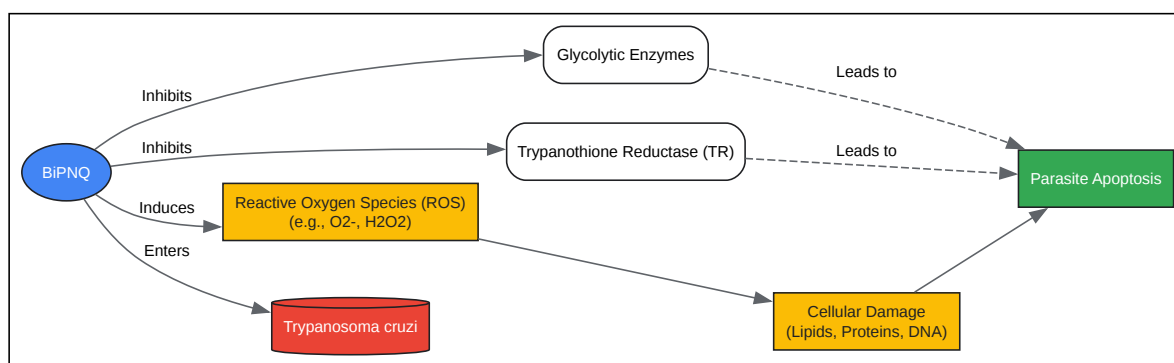 Glycolytic Enzymes
Leads to
Inhibits
Inhibits
Trypanothione Reductase (TR)
Leads to
BiPNQ
Parasite Apoptosis
Induces
Reactive Oxygen Species (ROS)
(e.g., O2-, H2O2)
Enters
Trypanosoma cruzi
Cellular Damage
(Lipids, Proteins, DNA)